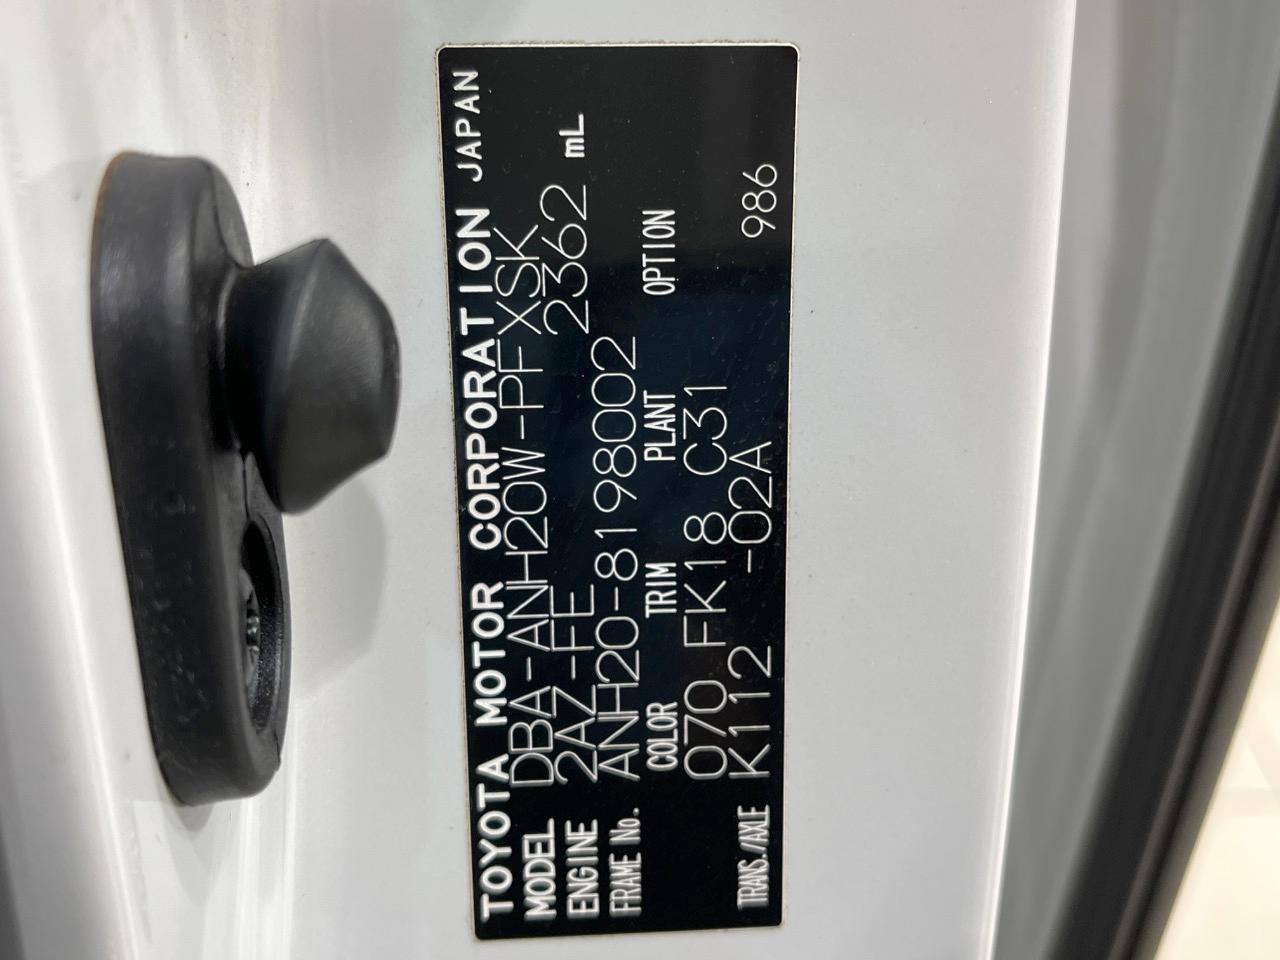 TOYOTA MOTOR CORPORATION JAPAN
MODEL DBA-ANH20W-PFXSK
ENGINE 2AZ-FE 2362 mL
FRAME No. ANH20-8198002
COLOR TRIM PLANT OPTION
070 FK18 C31
TRANS./AXLE K112 -02A 986